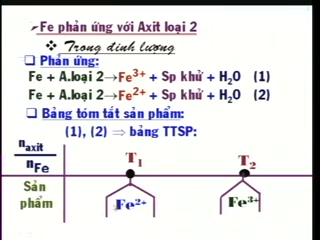 ➢Fe phản ứng với Axit loại 2
❖ Trong định lượng
❑ Phản ứng:
Fe + A.loại 2→Fe³⁺ + Sp khử + H₂O (1)
Fe + A.loại 2→Fe²⁺ + Sp khử + H₂O (2)
❑ Bảng tóm tắt sản phẩm:
(1), (2) ⇒ bảng TTSP:
n_axit
n_Fe
T₁ T₂
Sản
phẩm
Fe²⁺ Fe³⁺